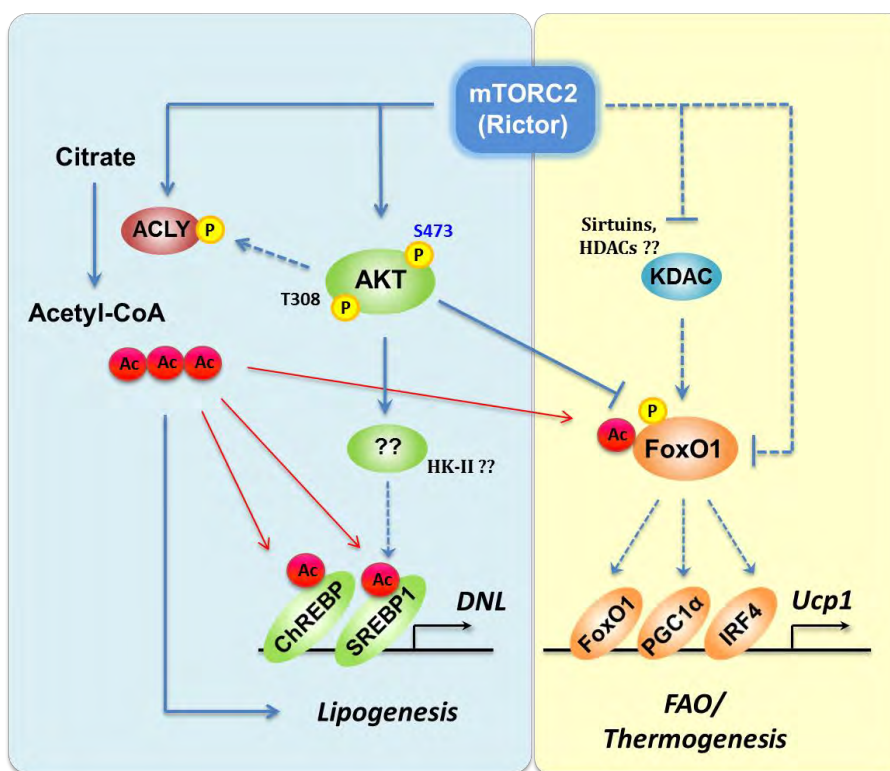 mTORC2
(Rictor)
Citrate
ACLY
P
S473
P
AKT
T308
P
Sirtuins,
HDACs ??
KDAC
Acetyl-CoA
Ac Ac Ac
P
Ac
FoxO1
??
HK-II ??
Ac
Ac
ChREBP
SREBP1
DNL
FoxO1
PGC1α
IRF4
Ucp1
Lipogenesis
FAO/
Thermogenesis